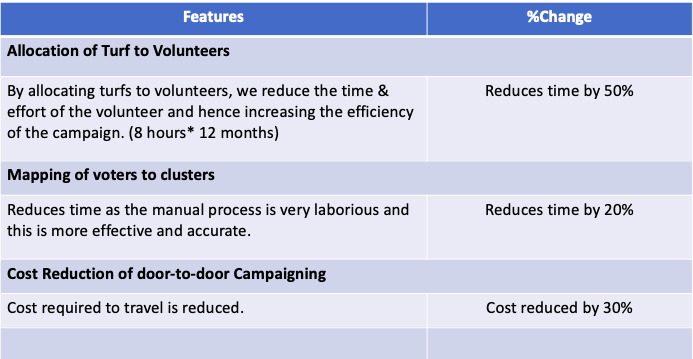 Features %Change
Allocation of Turf to Volunteers
By allocating turfs to volunteers, we reduce the time & Reduces time by 50%
effort of the volunteer and hence increasing the efficiency
of the campaign. (8 hours* 12 months)
Mapping of voters to clusters
Reduces time as the manual process is very laborious and Reduces time by 20%
this is more effective and accurate.
Cost Reduction of door-to-door Campaigning
Cost required to travel is reduced. Cost reduced by 30%